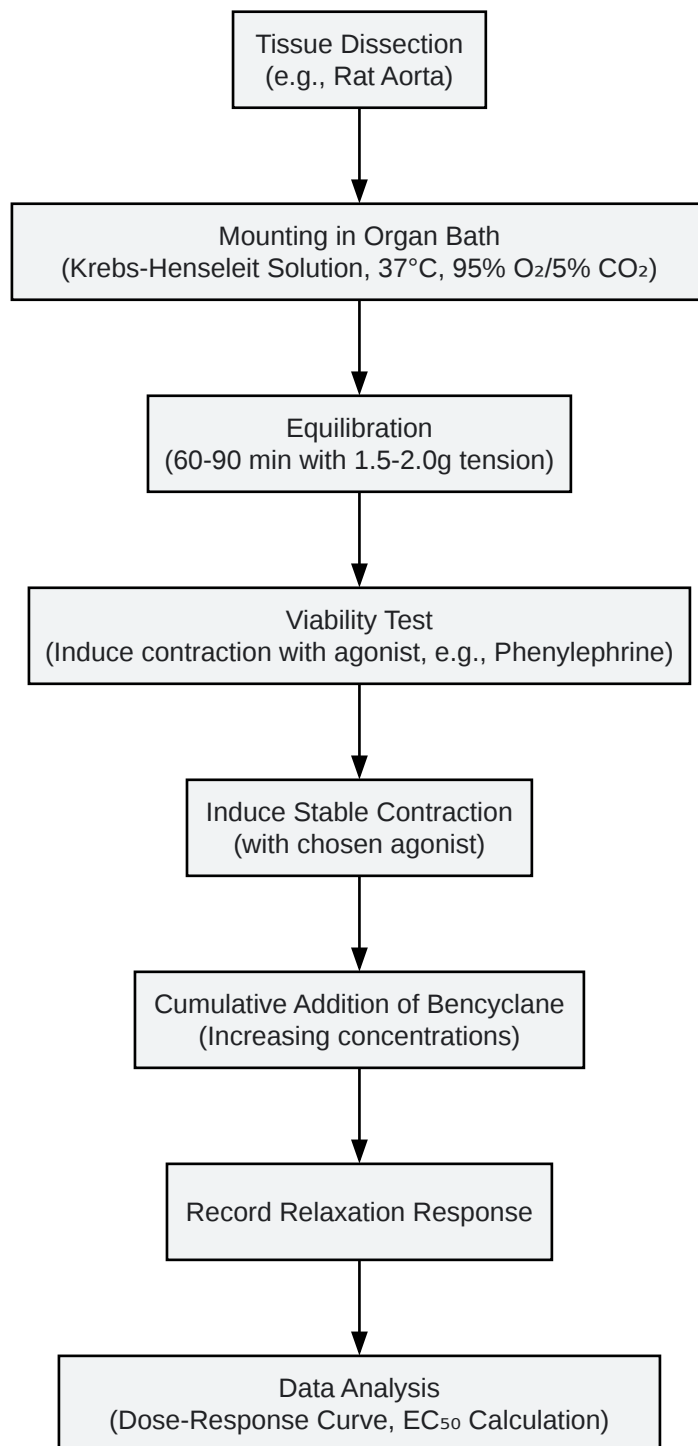 Tissue Dissection
(e.g., Rat Aorta)
Mounting in Organ Bath
(Krebs-Henseleit Solution, 37°C, 95% O₂/5% CO₂)
Equilibration
(60-90 min with 1.5-2.0g tension)
Viability Test
(Induce contraction with agonist, e.g., Phenylephrine)
Induce Stable Contraction
(with chosen agonist)
Cumulative Addition of Bencyclane
(Increasing concentrations)
Record Relaxation Response
Data Analysis
(Dose-Response Curve, EC₅₀ Calculation)